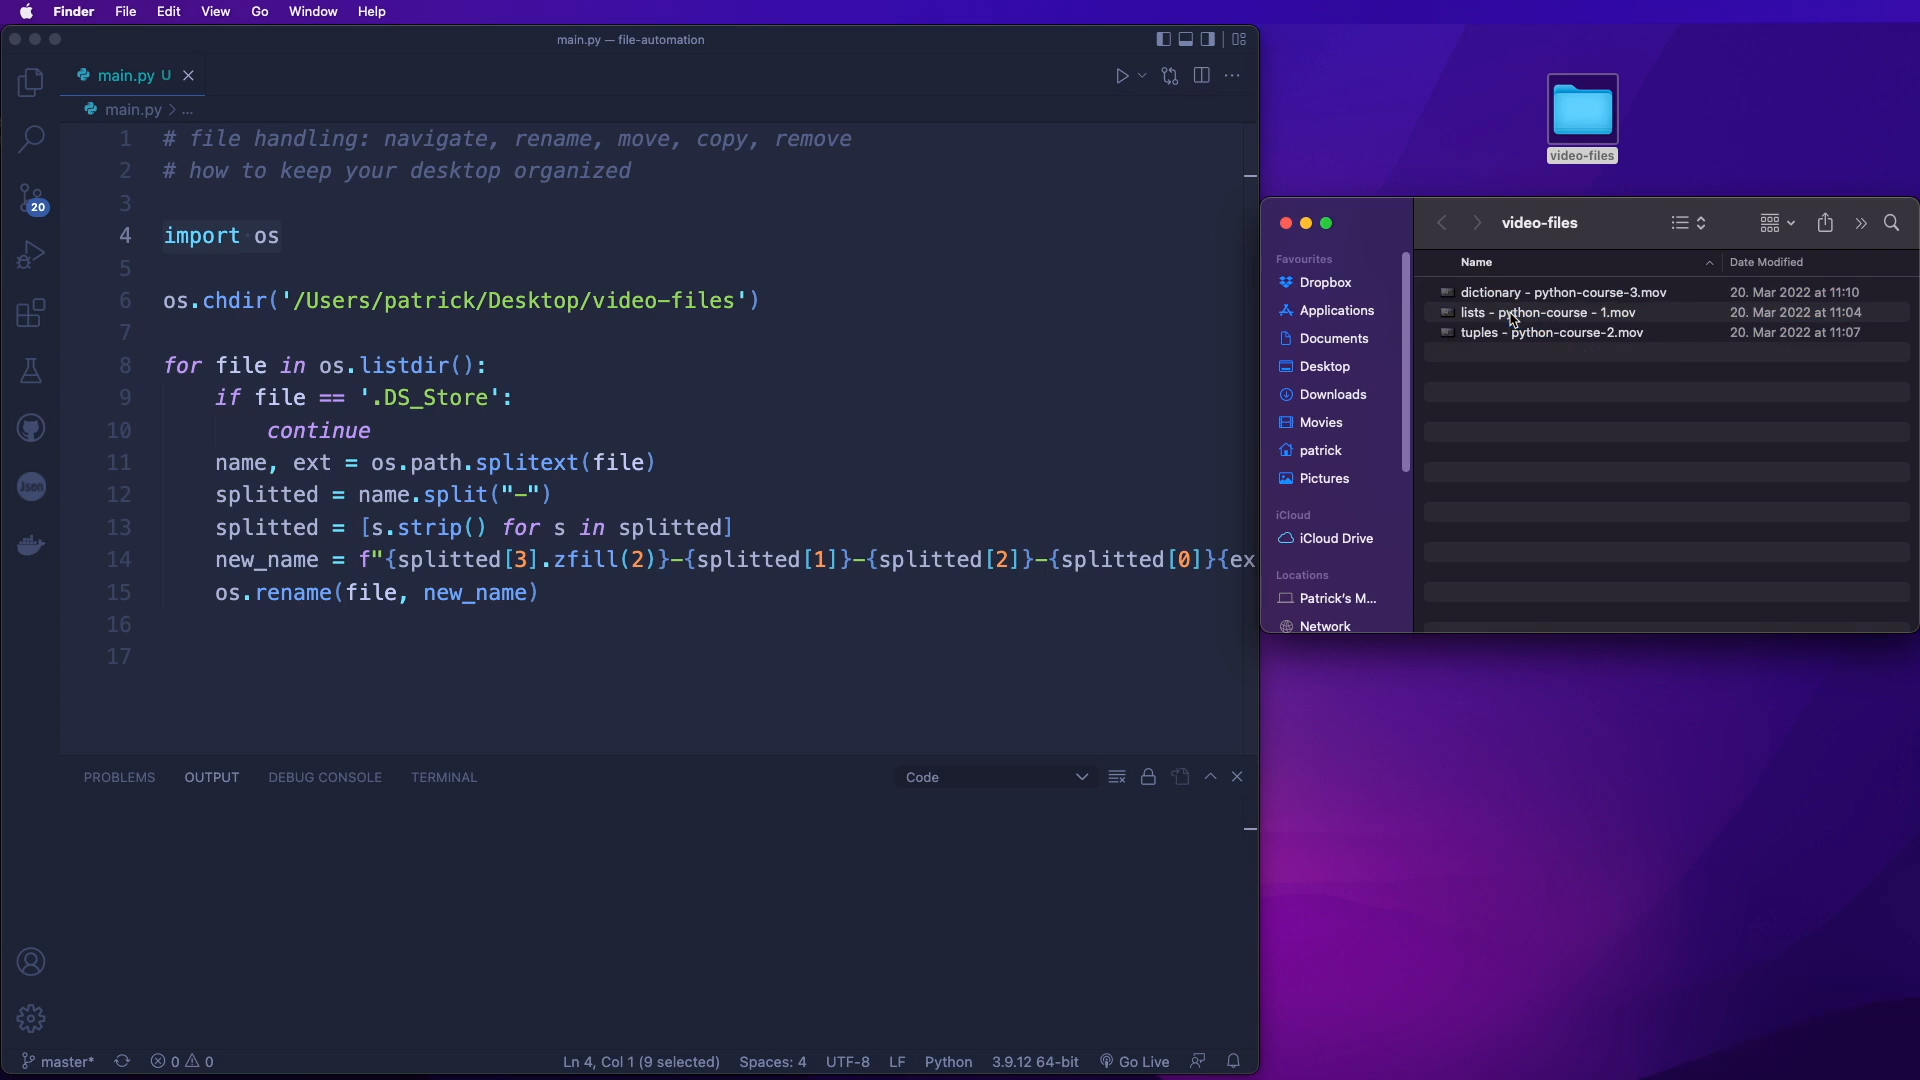 Finder File Edit View Go Window Help
main.py — file-automation
main.py U
main.py > ...
1 # file handling: navigate, rename, move, copy, remove
2 # how to keep your desktop organized
3
4 import os
5
6 os.chdir('/Users/patrick/Desktop/video-files')
7
8 for file in os.listdir():
9 if file == '.DS_Store':
10 continue
11 name, ext = os.path.splitext(file)
12 splitted = name.split("-")
13 splitted = [s.strip() for s in splitted]
14 new_name = f"{splitted[3].zfill(2)}-{splitted[1]}-{splitted[2]}-{splitted[0]}{ex
15 os.rename(file, new_name)
16
17
20
Json
PROBLEMS OUTPUT DEBUG CONSOLE TERMINAL
Code
master* 0 0 Ln 4, Col 1 (9 selected) Spaces: 4 UTF-8 LF Python 3.9.12 64-bit Go Live
video-files
video-files
Favourites
Dropbox
Applications
Documents
Desktop
Downloads
Movies
patrick
Pictures
iCloud
iCloud Drive
Locations
Patrick's M...
Network
Name Date Modified
dictionary - python-course-3.mov 20. Mar 2022 at 11:10
lists - python-course - 1.mov 20. Mar 2022 at 11:04
tuples - python-course-2.mov 20. Mar 2022 at 11:07